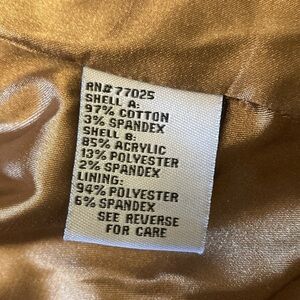 RN# 77025
SHELL A:
97% COTTON
3% SPANDEX
SHELL B:
85% ACRYLIC
13% POLYESTER
2% SPANDEX
LINING:
94% POLYESTER
6% SPANDEX
SEE REVERSE
FOR CARE